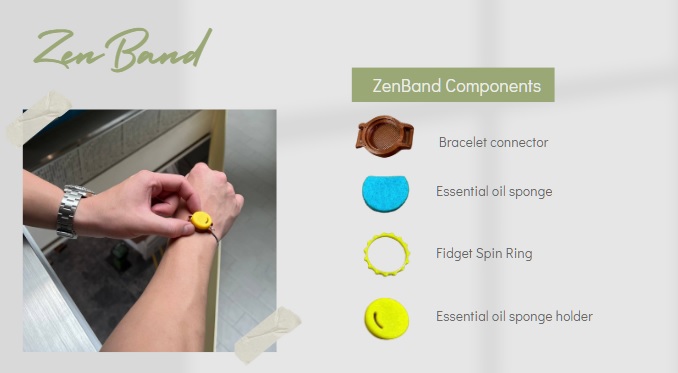 Zen Band
ZenBand Components
Bracelet connector
Essential oil sponge
Fidget Spin Ring
Essential oil sponge holder